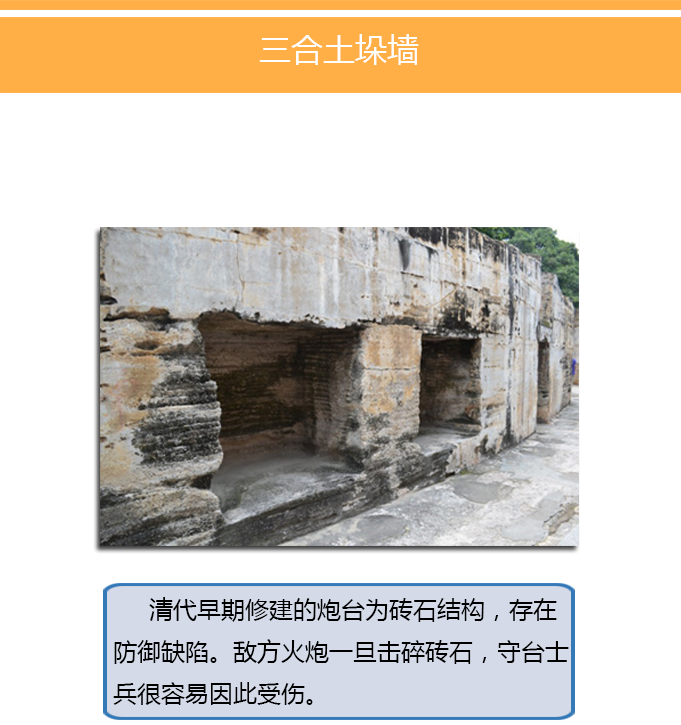 三合土垛墙
清代早期修建的炮台为砖石结构，存在
防御缺陷。敌方火炮一旦击碎砖石，守台士
兵很容易因此受伤。